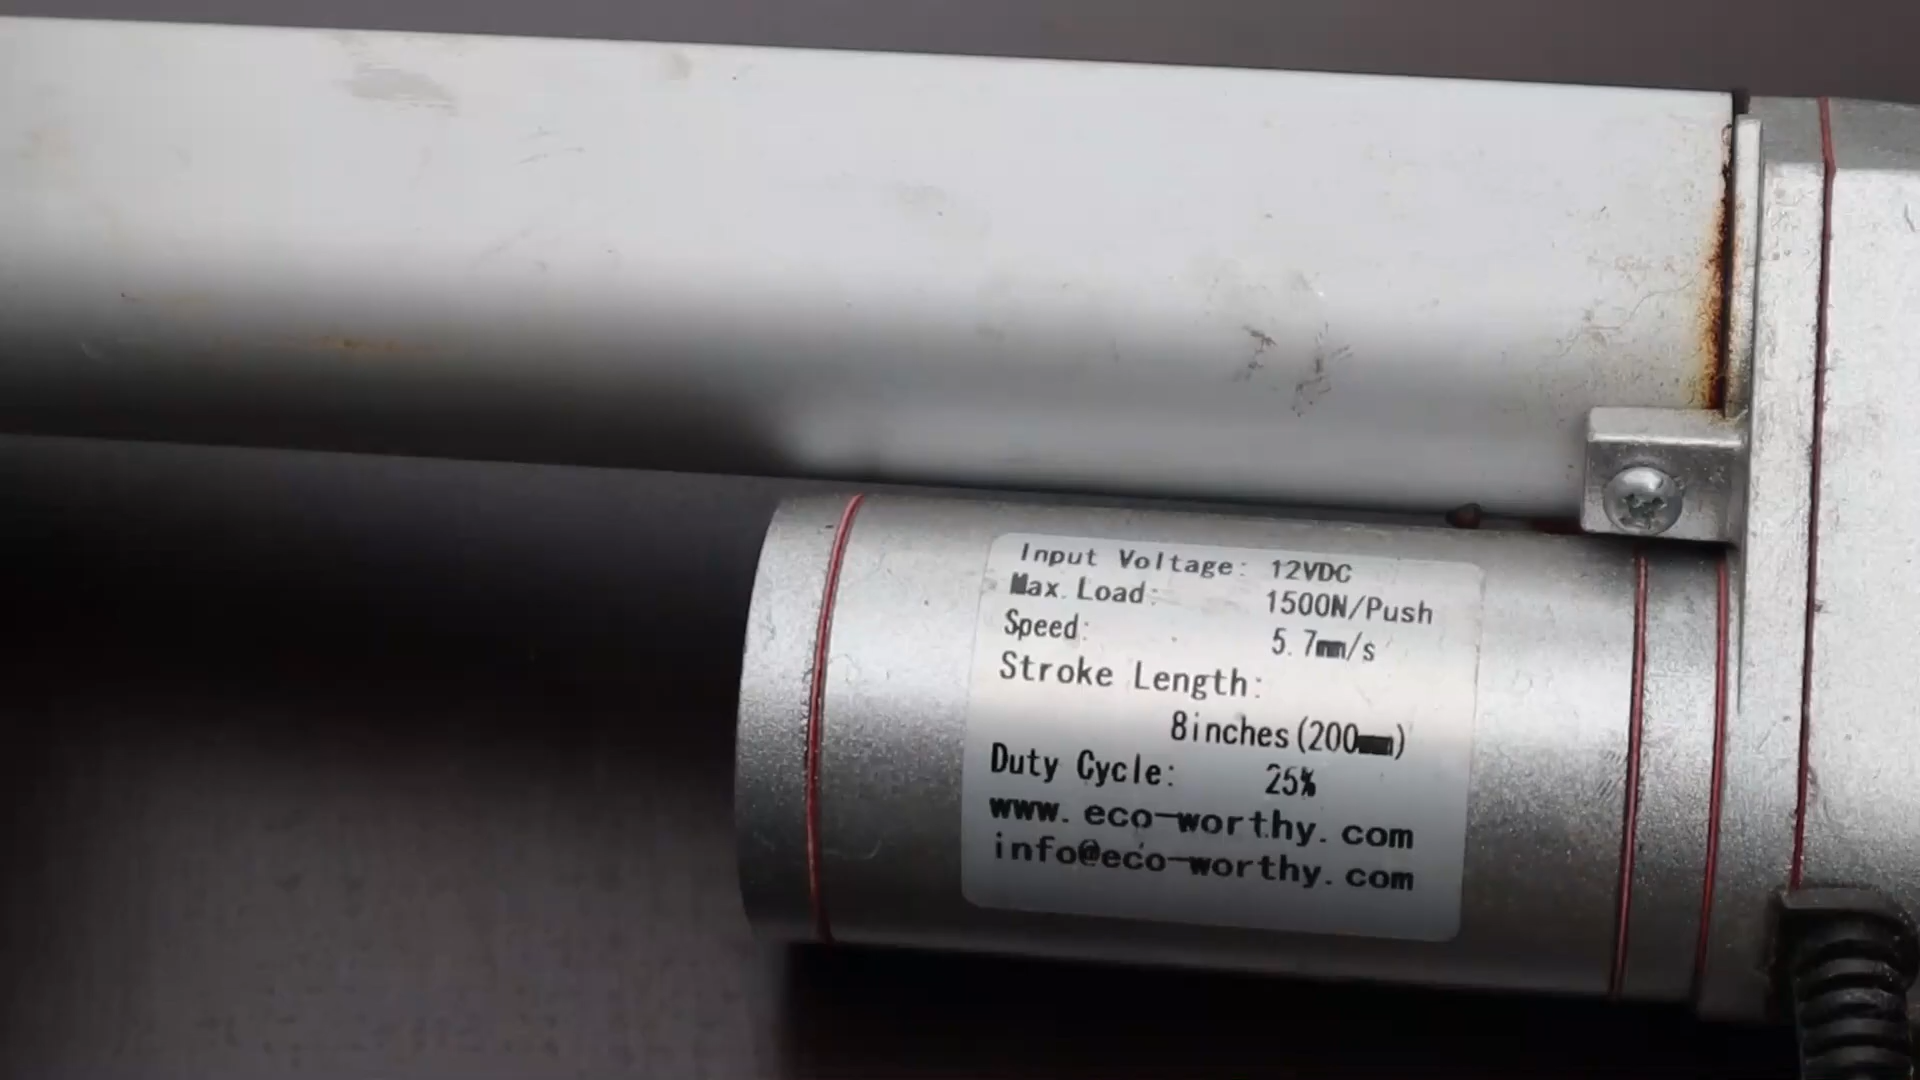 Input Voltage: 12VDC
Max. Load: 1500N/Push
Speed: 5.7mm/s
Stroke Length:
8inches(200mm)
Duty Cycle: 25%
www.eco-worthy.com
info@eco-worthy.com